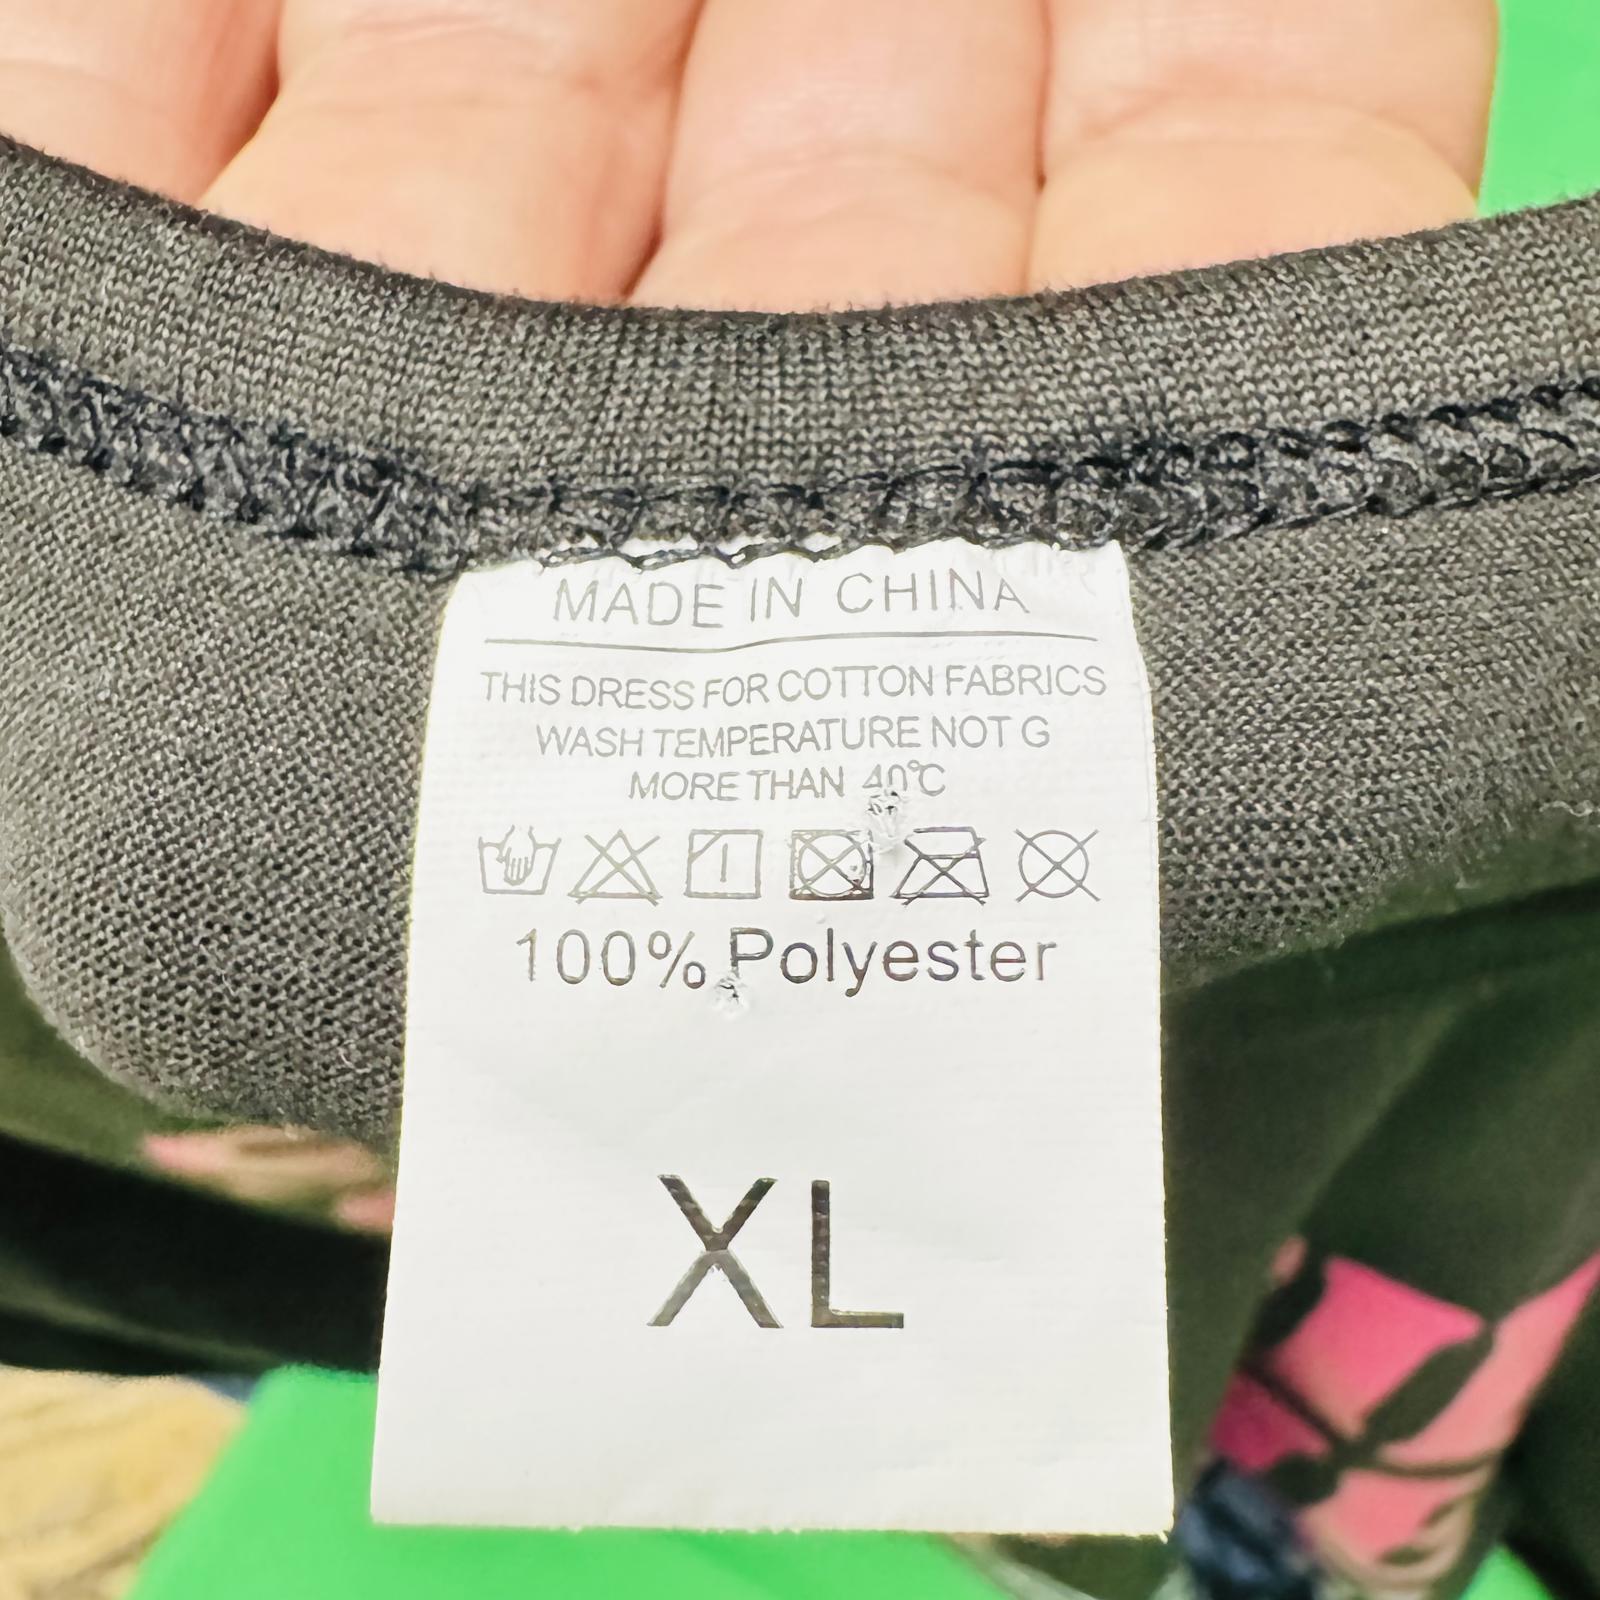 MADE IN CHINA
THIS DRESS FOR COTTON FABRICS
WASH TEMPERATURE NOT G
MORE THAN 40℃
100% Polyester
XL